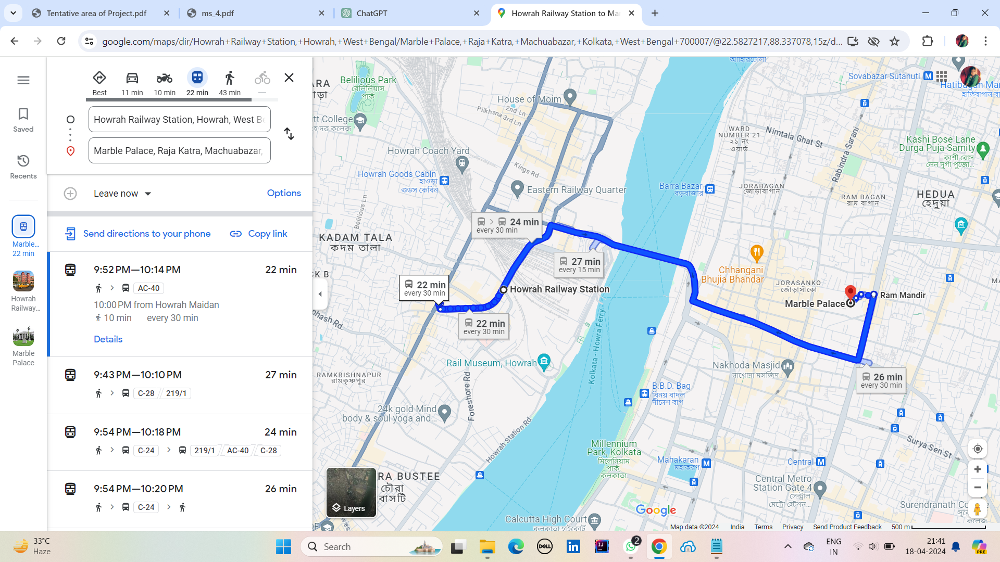 Tentative area of Project.pdf
ms_4.pdf
ChatGPT
Howrah Railway Station to Ma
google.com/maps/dir/Howrah+Railway+Station,+Howrah,+West+Bengal/Marble+Palace,+Raja+Katra,+Machuabazar,+Kolkata,+West+Bengal+700007/@22.5827217,88.337078,15z/d...
Saved
Recents
Marble...
22 min
Howrah
Railway...
Marble
Palace
Best
11 min
10 min
22 min
43 min
Howrah Railway Station, Howrah, West Be
Marble Palace, Raja Katra, Machuabazar,
Leave now
Options
Send directions to your phone
Copy link
9:52 PM—10:14 PM
22 min
AC-40
10:00 PM from Howrah Maidan
10 min every 30 min
Details
9:43 PM—10:10 PM
27 min
C-28 219/1
9:54 PM—10:18 PM
24 min
C-24 219/1 AC-40 C-28
9:54 PM—10:20 PM
26 min
C-24
Belilious Park
বেলিলিয়াস
পার্ক
House of Moim
2nd Ln
Pilkhana 3rd Ln
tt College
দত্ত কলেজ
Howrah Coach Yard
Kings Rd
Howrah Goods Cabin
হাওড়া
গুডস কেবিন
Eastern Railway Quarter
Bellious Ln
24 min
every 30 min
KADAM TALA
কদম তালা
27 min
every 15 min
CK B
22 min
every 30 min
Howrah Railway Station
22 min
every 30 min
phash Rd.
Rail Museum, Howrah
RAMKRISHNAPUR
রামকৃষ্ণপুর
Foreshore Rd
24k gold Mind
body & soul yoga and...
Howrah Station Rd
Kolkata - Howra Ferry
RA BUSTEE
চৌরা
বাসটি
Layers
আহিরটোলা
Sovabazar Sutanuti
Hatibagan Mar
হাতিবাগান মা
WARD
NUMBER 21
২১ নং
ওয়ার্ড
Nimtala Ghat St
Rabindra Sarani
Kashi Bose Lane
Durga Puja Samity
কাশী বোস
লেন দুর্গা পুজো...
Barra Bazar
বড়বাজার
JORABAGAN
জোড়াবাগান
RAM BAGAN
রাম বাগান
HEDUA
হেদুয়া
Chhangani
Bhujia Bhandar
JORASANKO
জোঁড়াসাঁকো
Marble Palace
Ram Mandir
Nakhoda Masjid
নাখোদা মসজিদ
26 min
every 30 min
B.B.D. Bag
বিনয় বাদল
দীনেশ বাগ
Millennium
Park, Kolkata
মিলেনিয়াম
পার্ক,
কলকাতা
Mahakaran
মহাকরণ
Central
Surya Sen St
Central Metro
Station Gate 4
সেন্ট্রাল
মেট্রো স্টেশন...
Surendranath Co
কলেজ
Calcutta High Court
কলকাতা হাইকোর্ট
Google
Map data ©2024 India Terms Privacy Send Product Feedback 500 m
33°C
Haze
Search
DELL
in
IJ
2
ENG
IN
21:41
18-04-2024
PRE